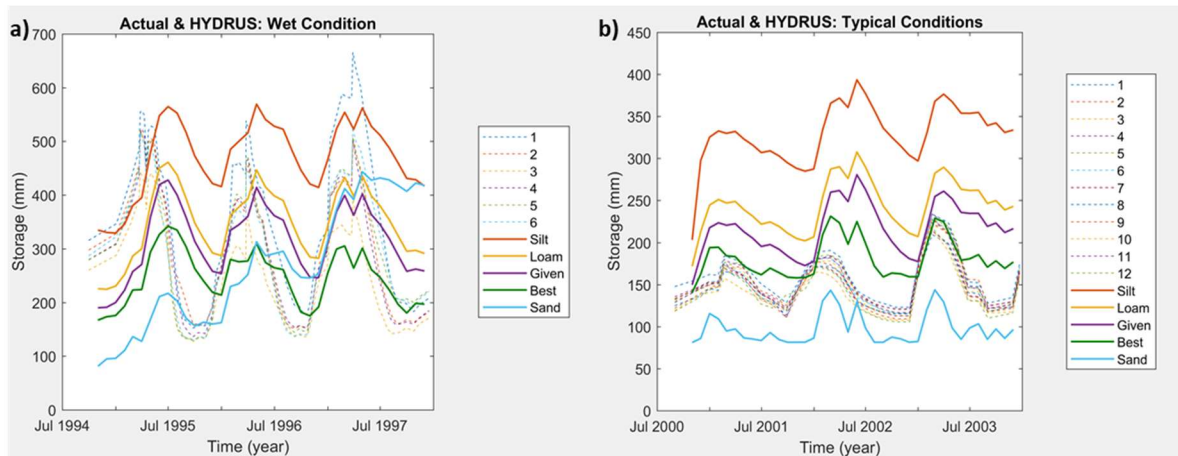 a)
Actual & HYDRUS: Wet Condition
Storage (mm)
700
600
500
400
300
200
100
0
Jul 1994
Jul 1995
Jul 1996
Jul 1997
Time (year)
1
2
3
4
5
6
Silt
Loam
Given
Best
Sand
b)
Actual & HYDRUS: Typical Conditions
Storage (mm)
450
400
350
300
250
200
150
100
50
0
Jul 2000
Jul 2001
Jul 2002
Jul 2003
Time (year)
1
2
3
4
5
6
7
8
9
10
11
12
Silt
Loam
Given
Best
Sand